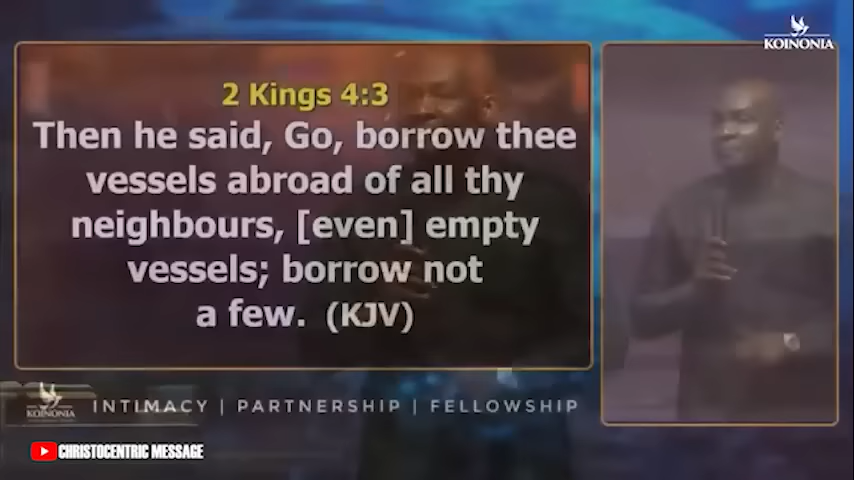 KOINONIA
2 Kings 4:3
Then he said, Go, borrow thee
vessels abroad of all thy
neighbours, [even] empty
vessels; borrow not
a few. (KJV)
KOINONIA
INTIMACY | PARTNERSHIP | FELLOWSHIP
CHRISTOCENTRIC MESSAGE